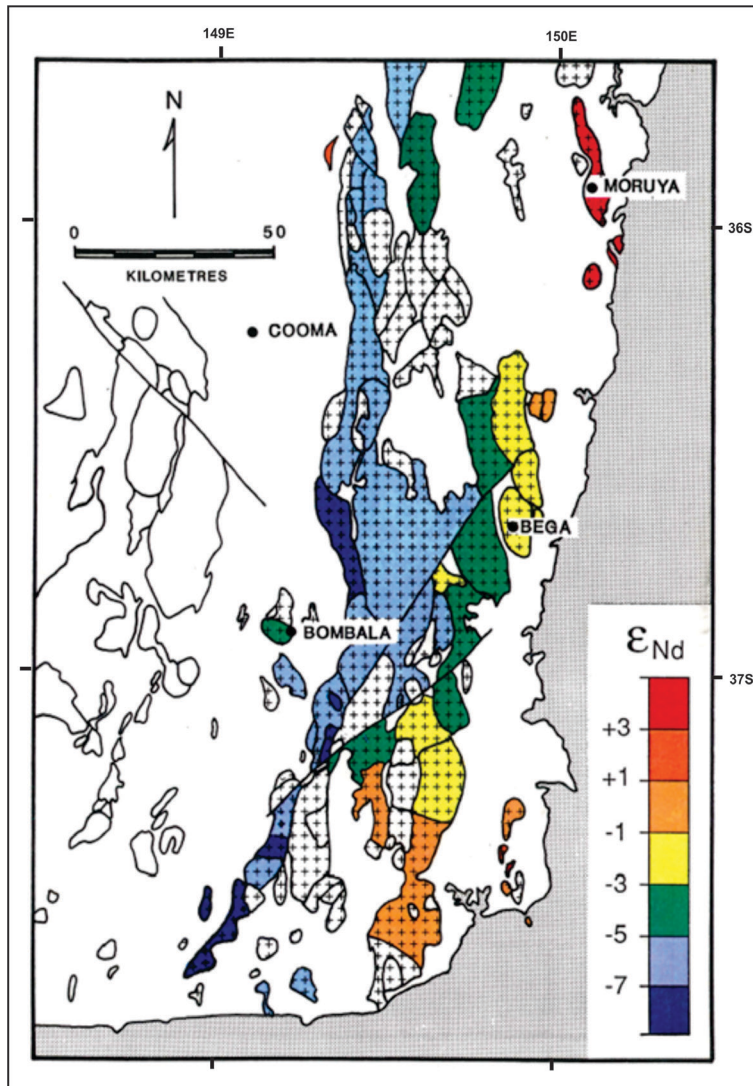 149E
150E
N
MORUYA
36S
0 50
KILOMETRES
COOMA
BEGA
BOMBALA
εNd
37S
+3
+1
-1
-3
-5
-7